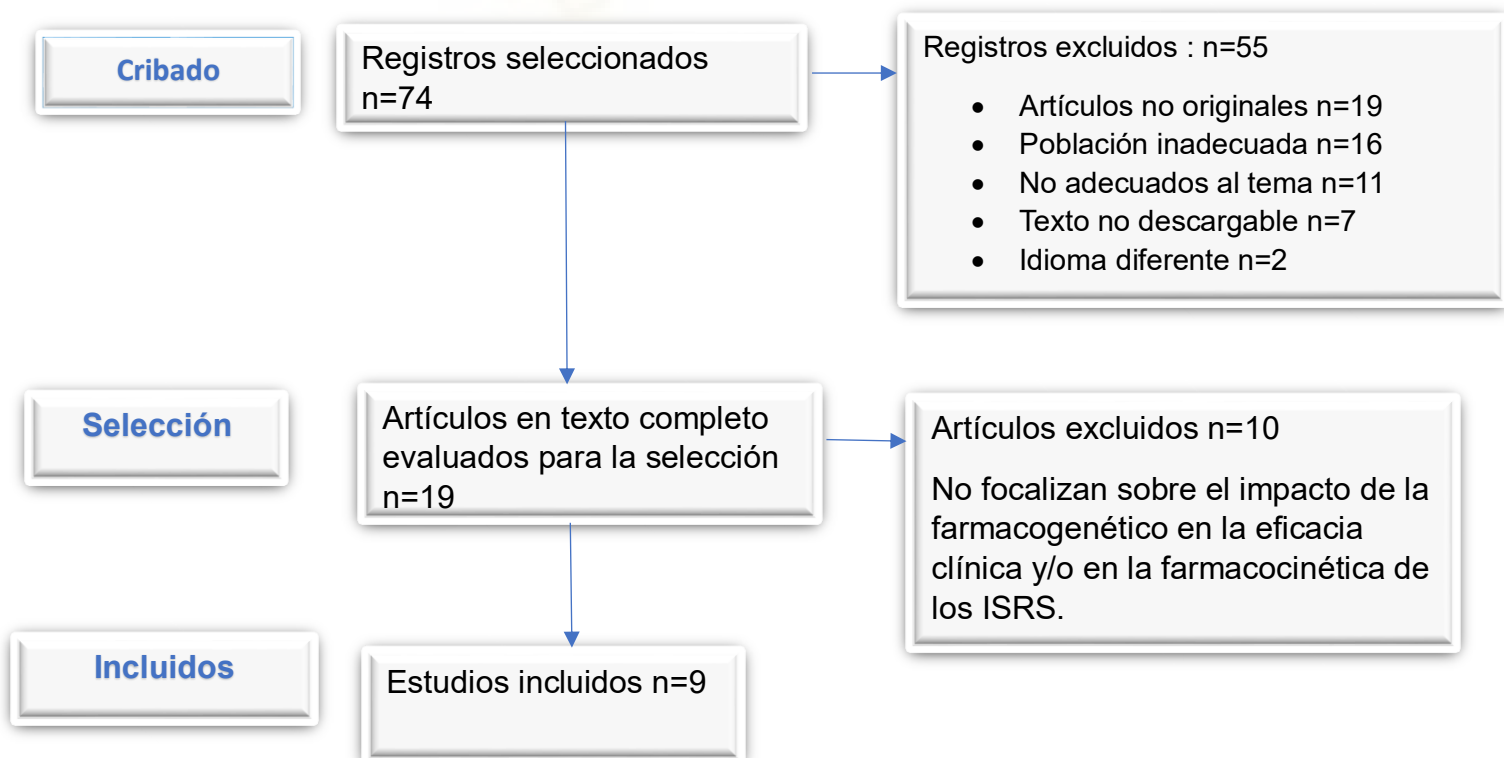 Cribado
Registros seleccionados
n=74
Registros excluidos : n=55
• Artículos no originales n=19
• Población inadecuada n=16
• No adecuados al tema n=11
• Texto no descargable n=7
• Idioma diferente n=2
Selección
Artículos en texto completo
evaluados para la selección
n=19
Artículos excluidos n=10
No focalizan sobre el impacto de la
farmacogenético en la eficacia
clínica y/o en la farmacocinética de
los ISRS.
Incluidos
Estudios incluidos n=9